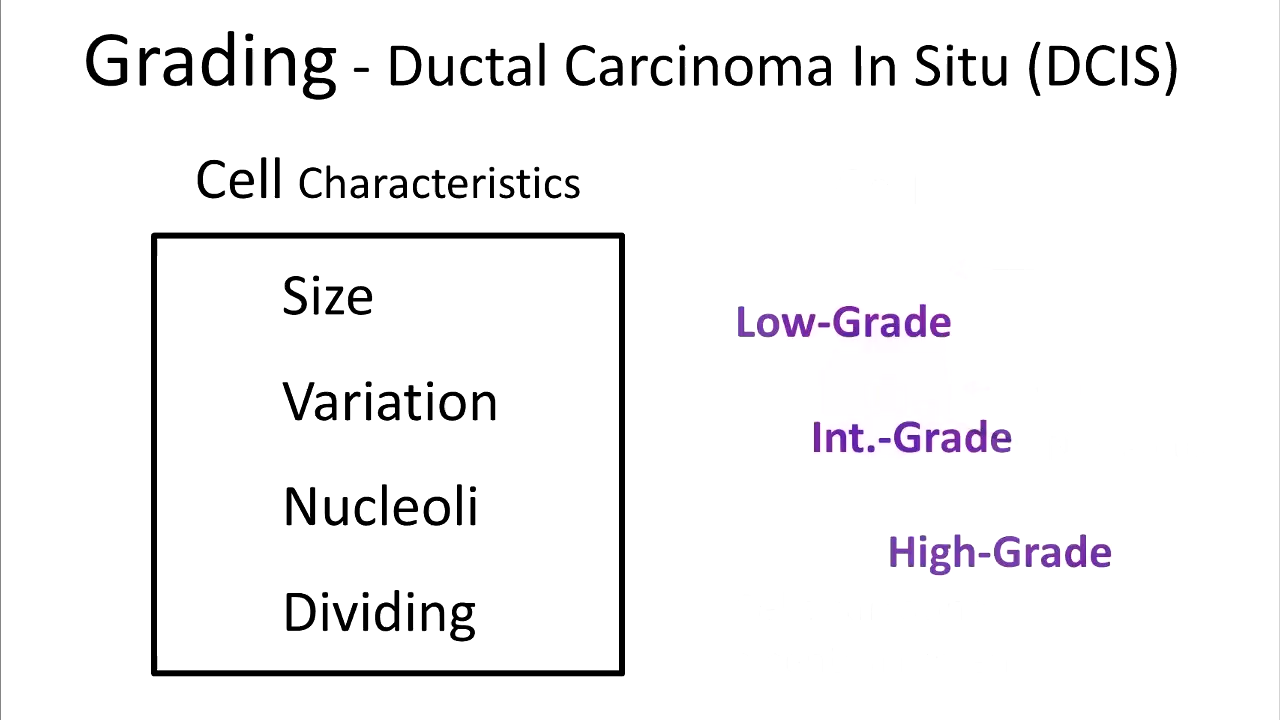 Grading - Ductal Carcinoma In Situ (DCIS)
Cell Characteristics
Size
Variation
Nucleoli
Dividing
Low-Grade
Int.-Grade
High-Grade